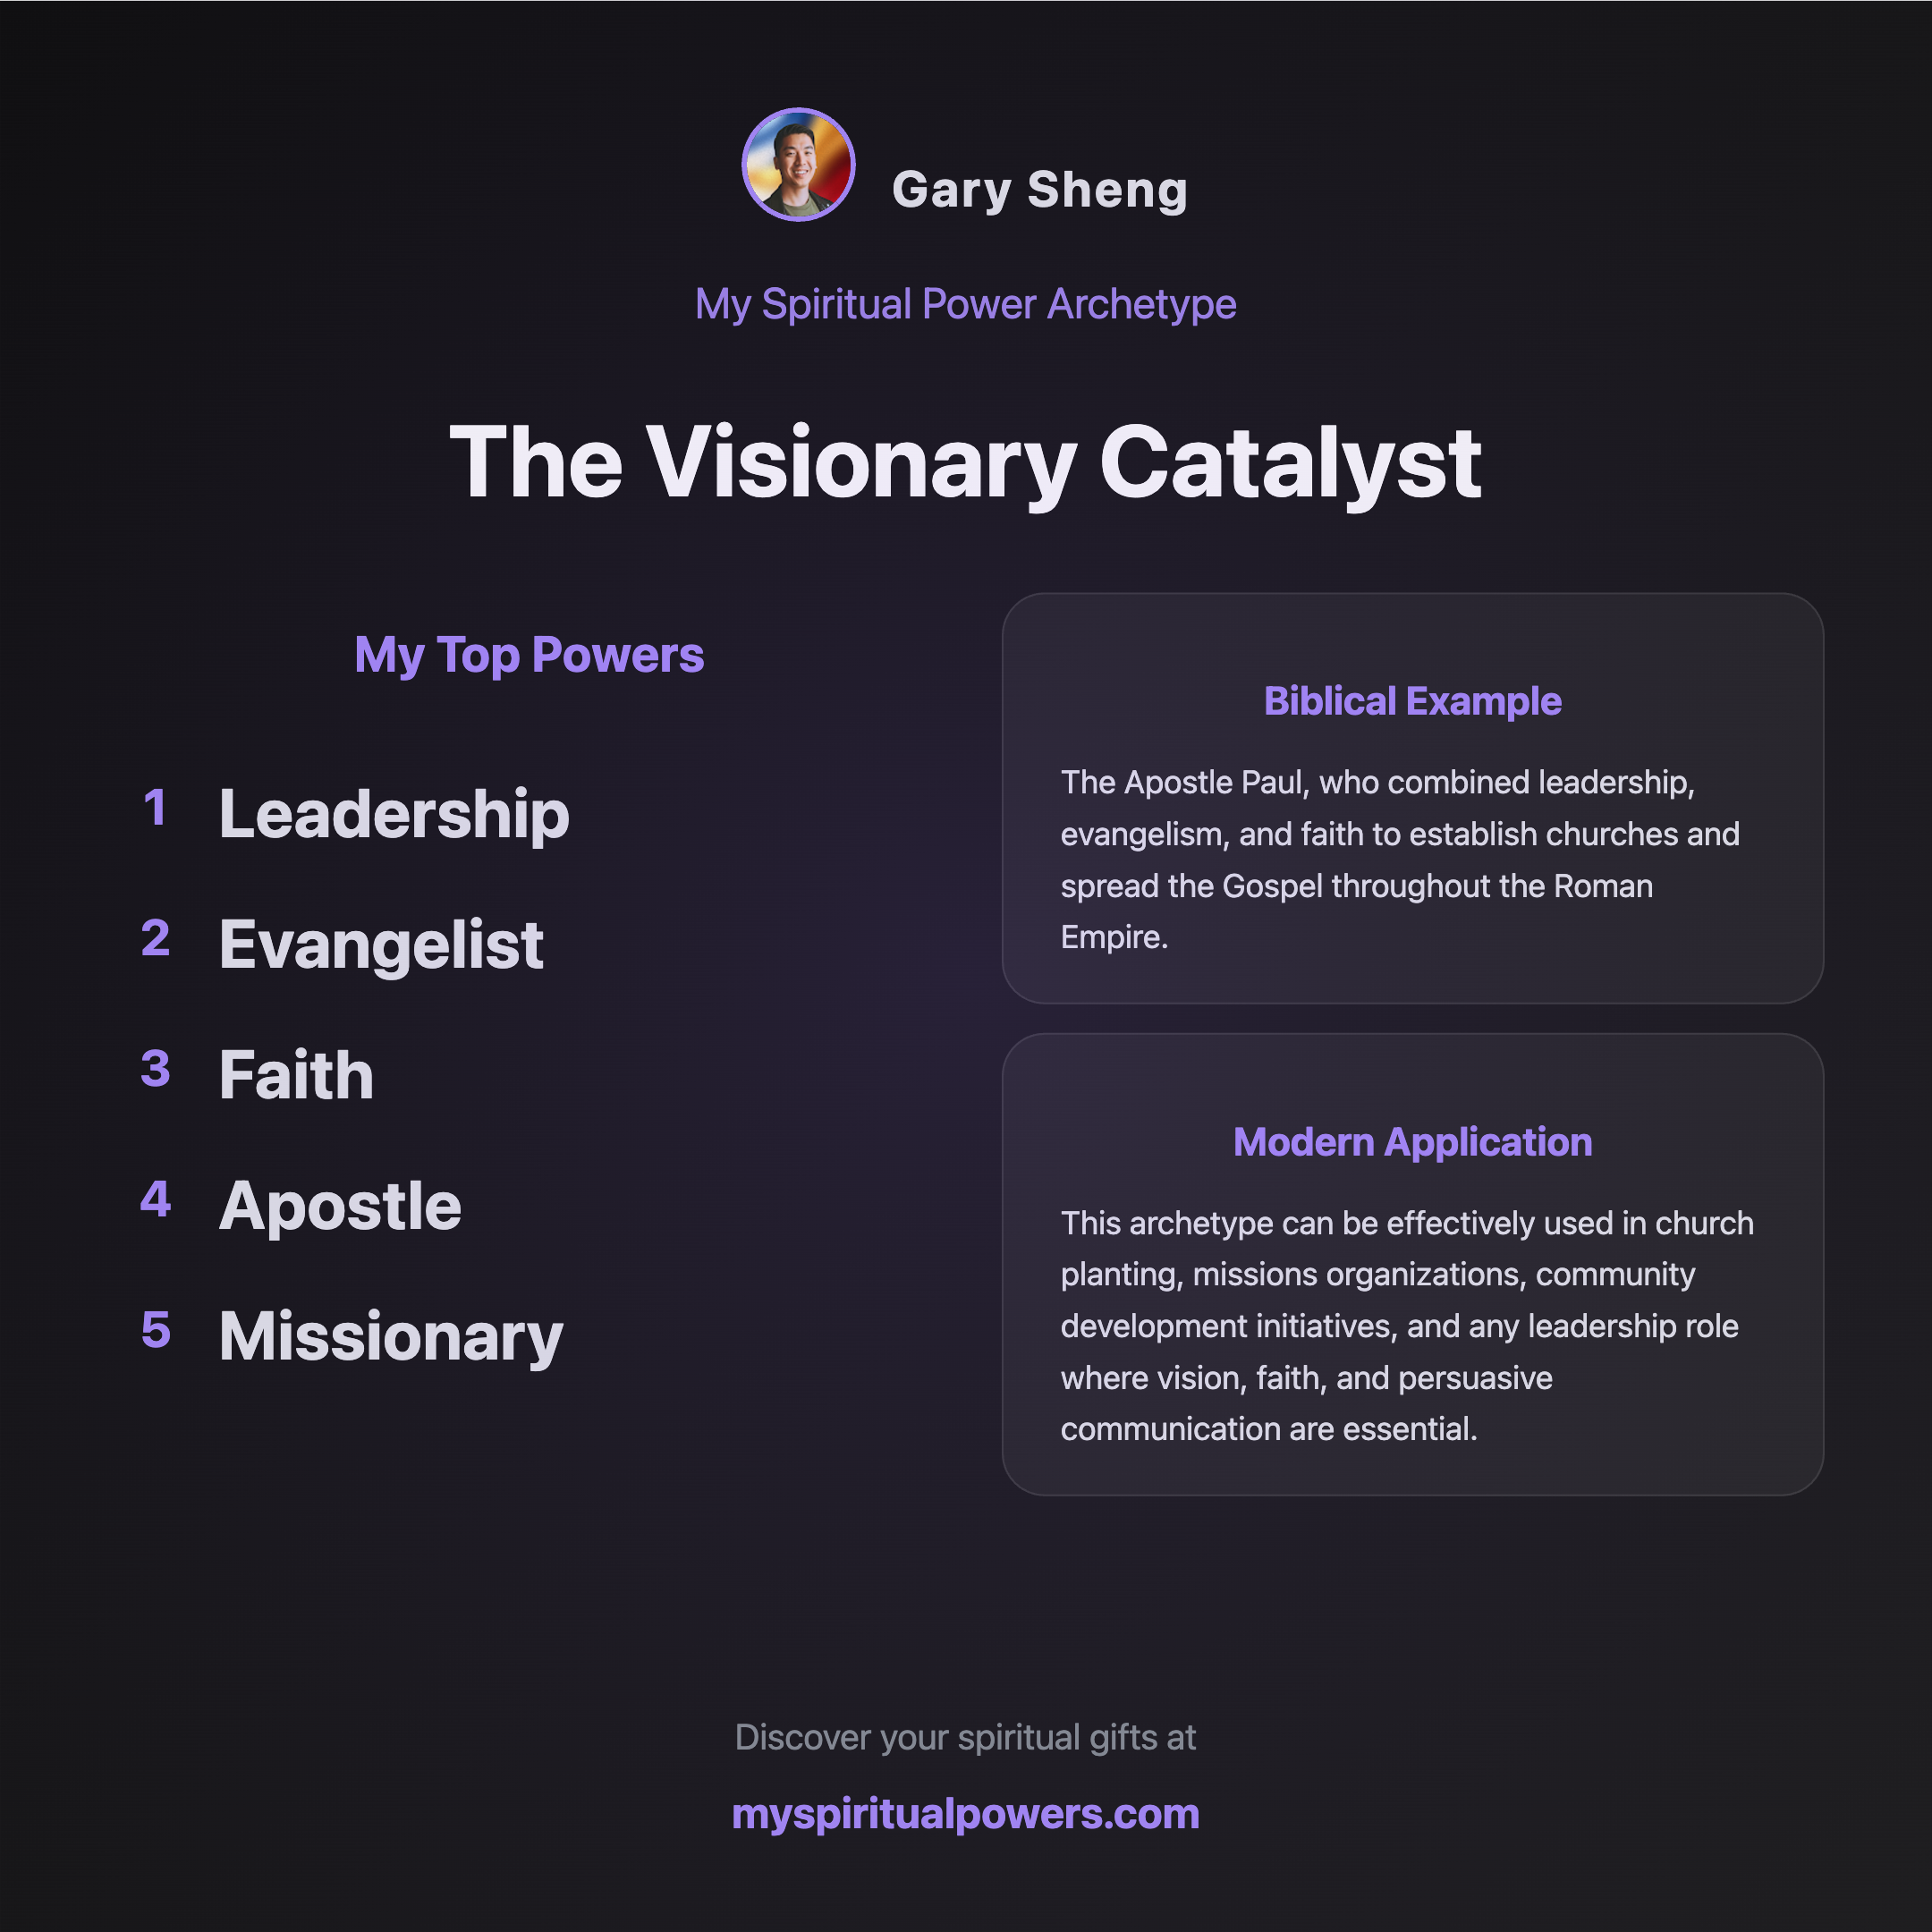 Gary Sheng
My Spiritual Power Archetype
The Visionary Catalyst
My Top Powers
1 Leadership
2 Evangelist
3 Faith
4 Apostle
5 Missionary
Biblical Example
The Apostle Paul, who combined leadership,
evangelism, and faith to establish churches and
spread the Gospel throughout the Roman
Empire.
Modern Application
This archetype can be effectively used in church
planting, missions organizations, community
development initiatives, and any leadership role
where vision, faith, and persuasive
communication are essential.
Discover your spiritual gifts at
myspiritualpowers.com